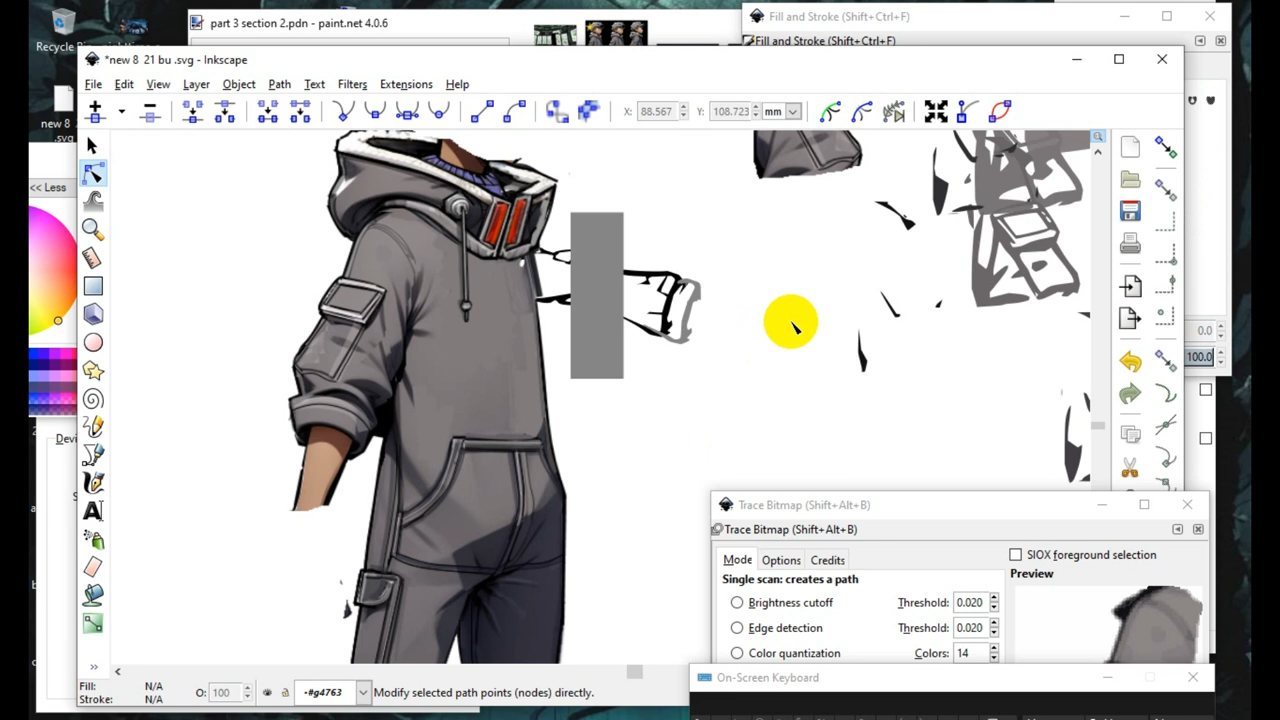 Recycle Bin
part 3 section 2.pdn - paint.net 4.0.6
Fill and Stroke (Shift+Ctrl+F)
Fill and Stroke (Shift+Ctrl+F)
*new 8 21 bu .svg - Inkscape
File Edit View Layer Object Path Text Filters Extensions Help
X: 88.567 Y: 108.723 mm
new 8
.svg
<< Less
0.0
100.0
Devi
Trace Bitmap (Shift+Alt+B)
Trace Bitmap (Shift+Alt+B)
Mode Options Credits
SIOX foreground selection
Single scan: creates a path
Preview
Brightness cutoff Threshold: 0.020
Edge detection Threshold: 0.020
Color quantization Colors: 14
On-Screen Keyboard
Fill: N/A
Stroke: N/A
O: 100
-#g4763
Modify selected path points (nodes) directly.